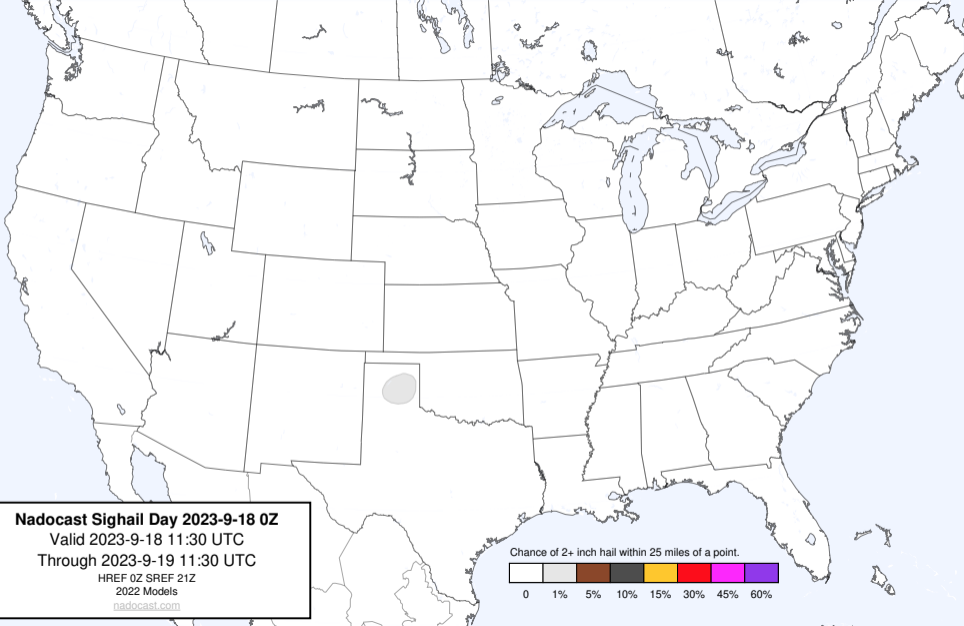 Nadocast Sighail Day 2023-9-18 0Z
Valid 2023-9-18 11:30 UTC
Through 2023-9-19 11:30 UTC
HREF 0Z SREF 21Z
2022 Models
nadocast.com
Chance of 2+ inch hail within 25 miles of a point.
0 1% 5% 10% 15% 30% 45% 60%